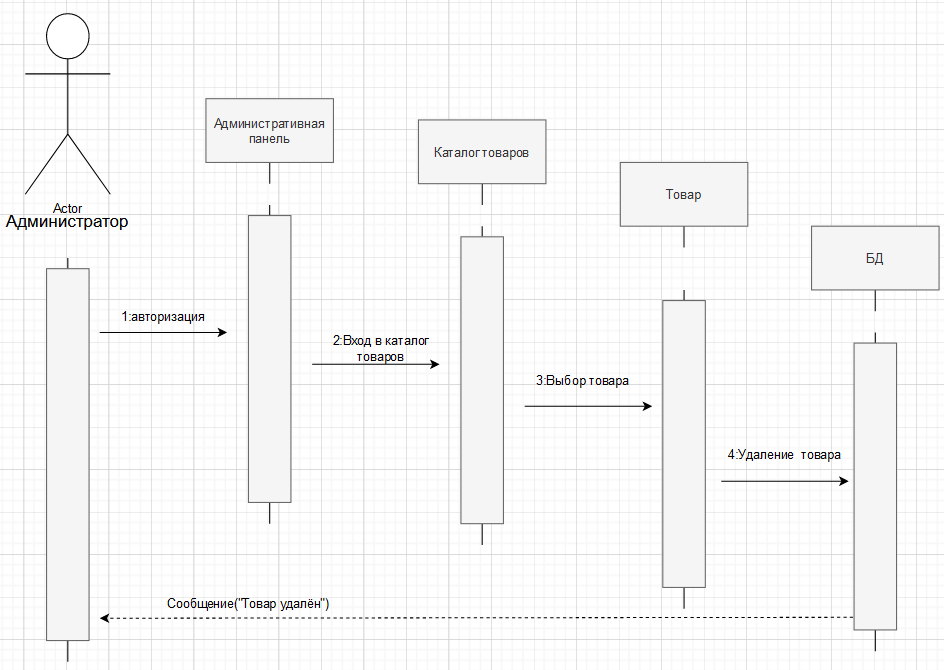 Административная
панель
Каталог товаров
Товар
Actor
Администратор
БД
1:авторизация
2:Вход в каталог
товаров
3:Выбор товара
4:Удаление товара
Сообщение("Товар удалён")